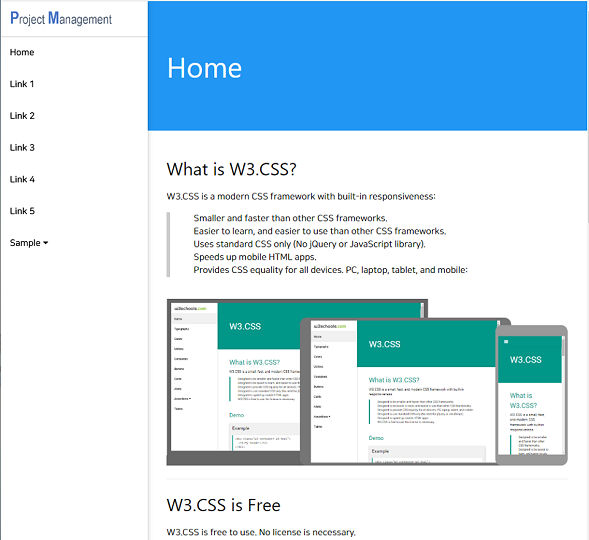 Project Management
Home
Link 1
Link 2
Link 3
Link 4
Link 5
Sample
Home
What is W3.CSS?
W3.CSS is a modern CSS framework with built-in responsiveness:
Smaller and faster than other CSS frameworks.
Easier to learn, and easier to use than other CSS frameworks.
Uses standard CSS only (No jQuery or JavaScript library).
Speeds up mobile HTML apps.
Provides CSS equality for all devices. PC, laptop, tablet, and mobile:
w3schools.com
W3.CSS
What is W3.CSS?
Demo
Example
w3schools.com
W3.CSS
What is W3.CSS?
Demo
Example
W3.CSS
What is
W3.CSS?
W3.CSS is Free
W3.CSS is free to use. No license is necessary.